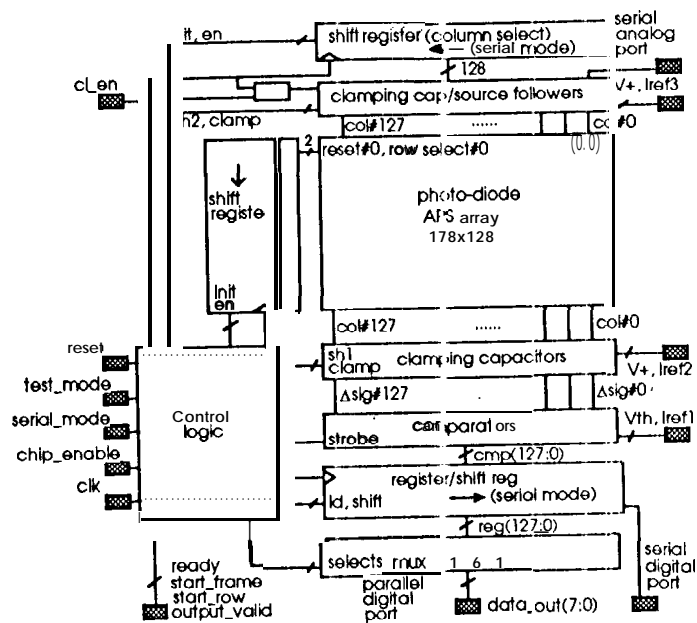 serial
analog
port
it, en
shift register (column select)
(serial mode)
128
cl_en
V+, Iref3
clamping cap/source followers
h2, clamp
col#127
......
#0
(0.0)
2
reset#0, row select#0
photo-diode
APS array
178x128
shift
registe
Init
en
col#127
......
col#0
reset
sh1
clamp
clamping capacitors
V+, Iref2
test_mode
Δsig#127
Δsig#0
serial_mode
Control
logic
comparators
Vth, Iref1
strobe
chip_enable
cmp(127:0)
clk
register/shift reg
ld, shift
(serial mode)
reg(127:0)
ready
start_frame
start_row
output_valid
selects mux 1 6 1
parallel
digital
port
data_out(7:0)
serial
digital
port